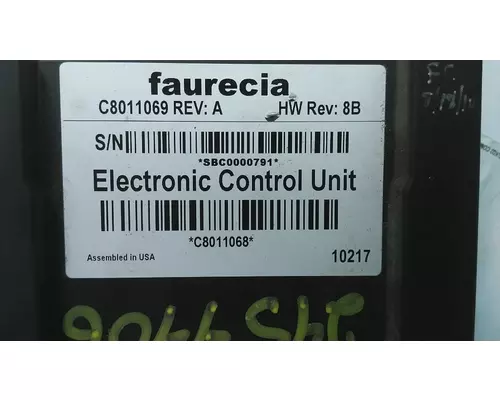 faurecia
C8011069 REV: A HW Rev: 8B
S/N
*SBC0000791*
Electronic Control Unit
*C8011068*
Assembled in USA 10217